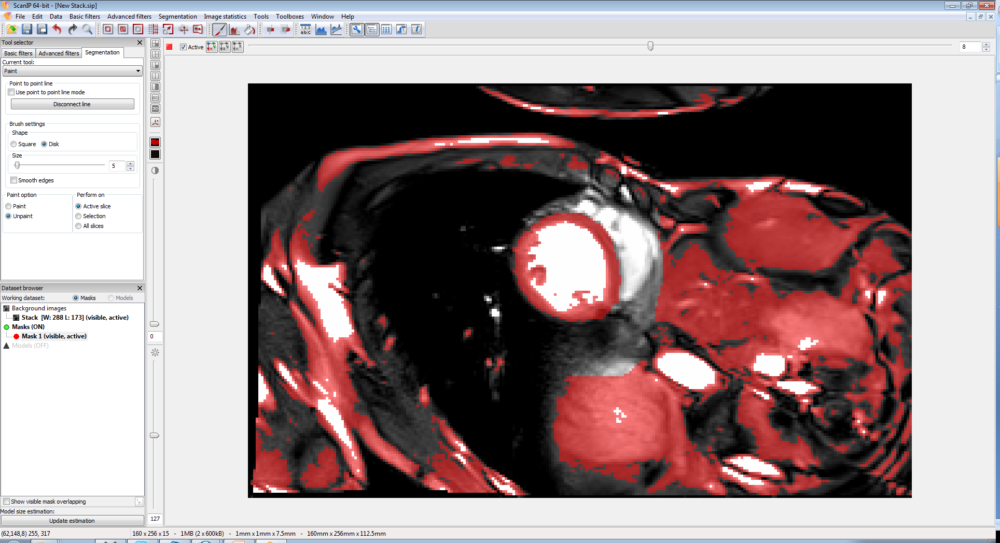 ScanIP 64-bit - [New Stack.sip]
File Edit Data Basic filters Advanced filters Segmentation Image statistics Tools Toolboxes Window Help
123
abc
Tool selector
Basic filters Advanced filters Segmentation
Current tool:
Paint
Point to point line
Use point to point line mode
Disconnect line
Brush settings
Shape
Square Disk
Size
5
Smooth edges
Paint option
Paint
Unpaint
Perform on
Active slice
Selection
All slices
Dataset browser
Working dataset: Masks Models
Background images
Stack [W: 288 L: 173] (visible, active)
Masks (ON)
Mask 1 (visible, active)
Models (OFF)
Show visible mask overlapping
Model size estimation:
Update estimation
2D
3D
0
127
Active
8
(62,148,8) 255, 317
160 x 256 x 15 - 1MB (2 x 600kB) - 1mm x 1mm x 7.5mm - 160mm x 256mm x 112.5mm